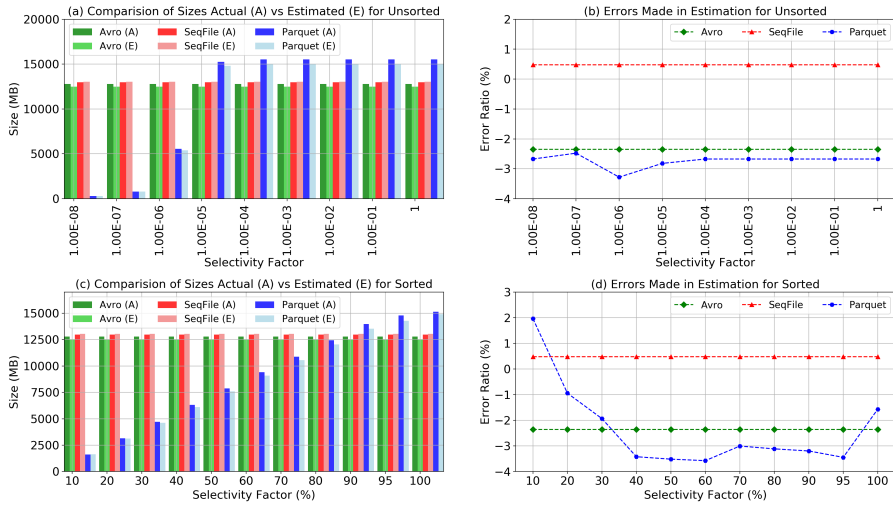 (a) Comparision of Sizes Actual (A) vs Estimated (E) for Unsorted
20000
15000
10000
5000
0
Size (MB)
Avro (A)
SeqFile (A)
Parquet (A)
Avro (E)
SeqFile (E)
Parquet (E)
1.00E-08
1.00E-07
1.00E-06
1.00E-05
1.00E-04
1.00E-03
1.00E-02
1.00E-01
1
Selectivity Factor
(b) Errors Made in Estimation for Unsorted
2
1
0
−1
−2
−3
−4
Error Ratio (%)
Avro
SeqFile
Parquet
1.00E-08
1.00E-07
1.00E-06
1.00E-05
1.00E-04
1.00E-03
1.00E-02
1.00E-01
1
Selectivity Factor
(c) Comparision of Sizes Actual (A) vs Estimated (E) for Sorted
15000
12500
10000
7500
5000
2500
0
Size (MB)
Avro (A)
SeqFile (A)
Parquet (A)
Avro (E)
SeqFile (E)
Parquet (E)
10 20 30 40 50 60 70 80 90 95 100
Selectivity Factor (%)
(d) Errors Made in Estimation for Sorted
3
2
1
0
−1
−2
−3
−4
Error Ratio (%)
Avro
SeqFile
Parquet
10 20 30 40 50 60 70 80 90 95 100
Selectivity Factor (%)